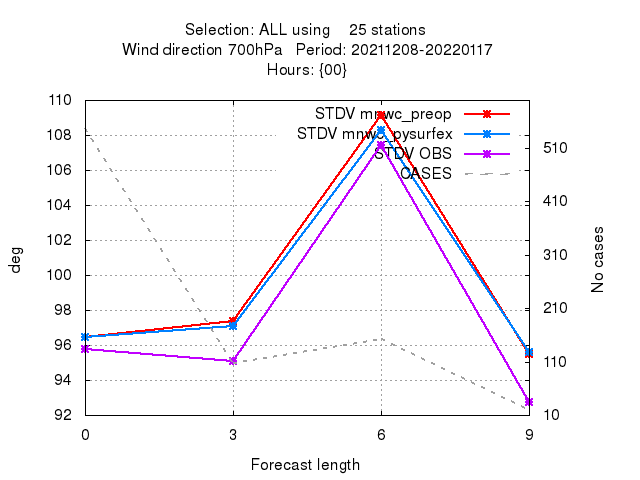 Selection: ALL using 25 stations
Wind direction 700hPa Period: 20211208-20220117
Hours: {00}
110
108
106
104
102
100
98
96
94
92
deg
STDV mnwc_preop
STDV mnwc_pysurfex
STDV OBS
CASES
510
410
310
210
110
10
No cases
0 3 6 9
Forecast length